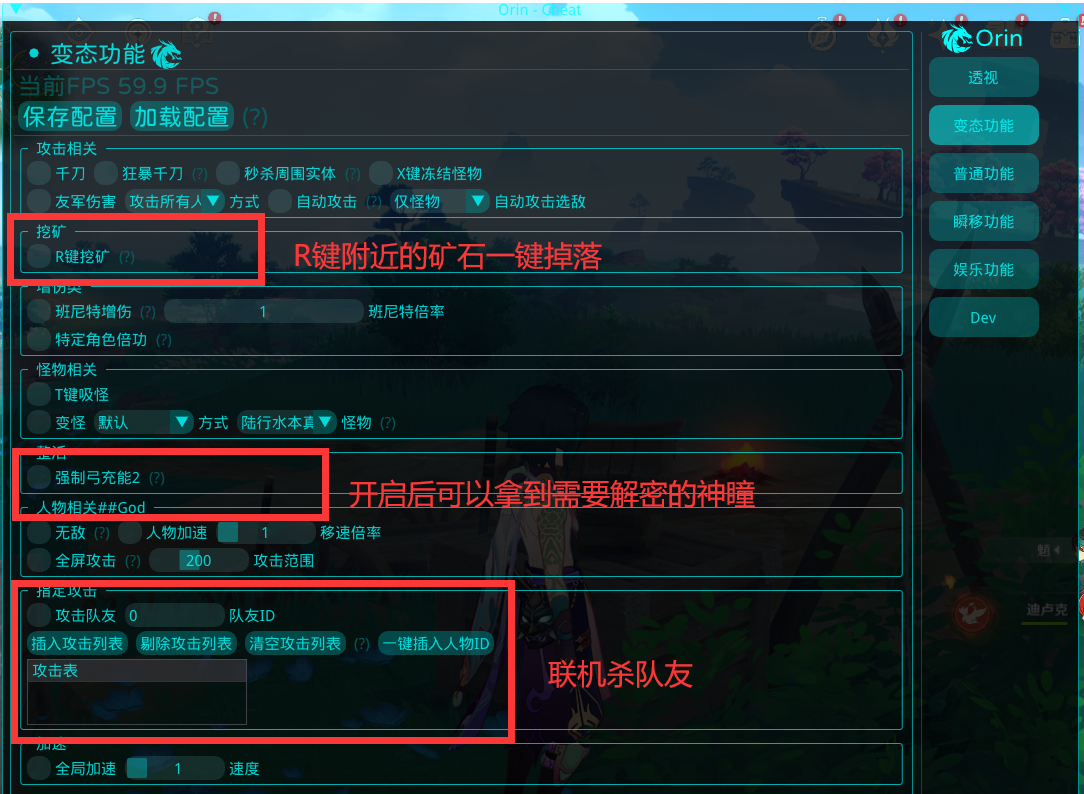 Orin - Cheat
变态功能
当前FPS 59.9 FPS
保存配置 加载配置 (?)
攻击相关
千刀 狂暴千刀 (?) 秒杀周围实体 (?) X键冻结怪物
友军伤害 攻击所有人 方式 自动攻击 (?) 仅怪物 自动攻击选敌
挖矿
R键挖矿 (?)
R键附近的矿石一键掉落
增伤类
班尼特增伤 (?) 1 班尼特倍率
特定角色倍功 (?)
怪物相关
T键吸怪
变怪 默认 方式 陆行水本真 怪物 (?)
整活
强制弓充能2 (?)
开启后可以拿到需要解密的神瞳
人物相关##God
无敌 (?) 人物加速 1 移速倍率
全屏攻击 (?) 200 攻击范围
指定攻击
攻击队友 0 队友ID
插入攻击列表 剔除攻击列表 清空攻击列表 (?) 一键插入人物ID
攻击表
联机杀队友
加速
全局加速 1 速度
Orin
透视
变态功能
普通功能
瞬移功能
娱乐功能
Dev
迪卢克